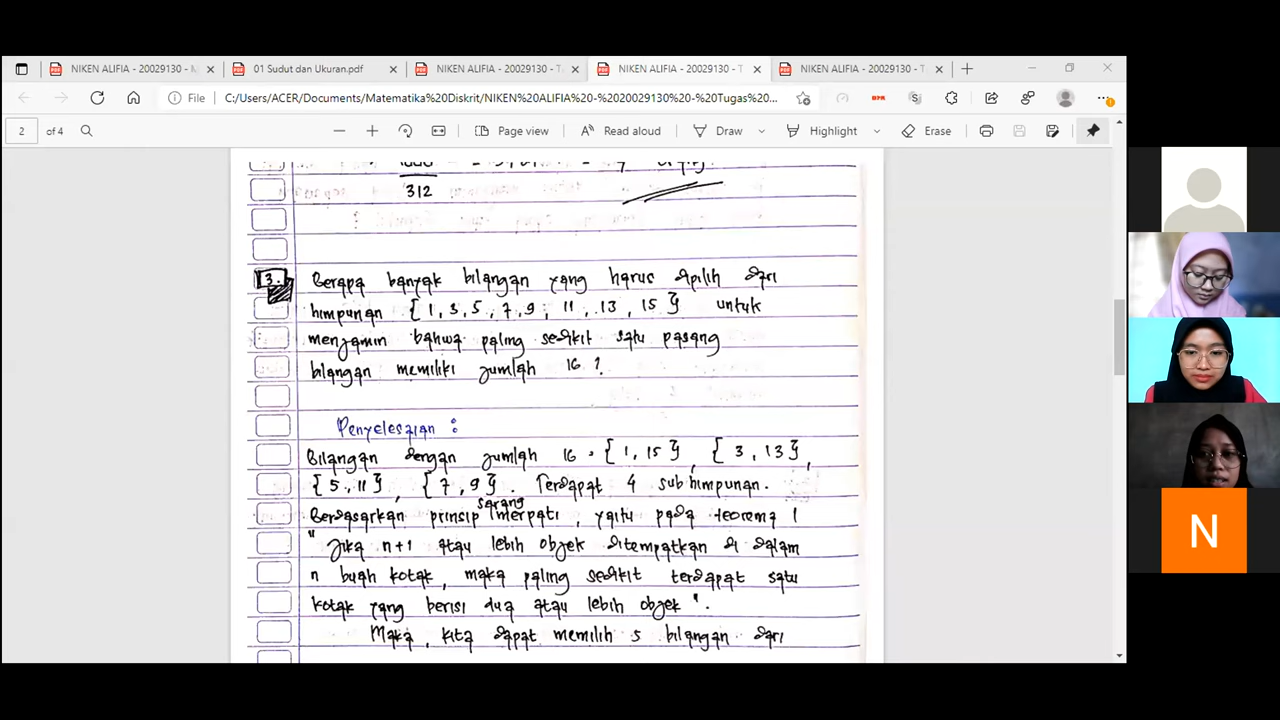 NIKEN ALIFIA - 20029130 - M
01 Sudut dan Ukuran.pdf
NIKEN ALIFIA - 20029130 - T
NIKEN ALIFIA - 20029130 - T
NIKEN ALIFIA - 20029130 - T
File
C:/Users/ACER/Documents/Matematika%20Diskrit/NIKEN%20ALIFIA%20-%2020029130%20-%20Tugas%20...
2 of 4
Page view
Read aloud
Draw
Highlight
Erase
312
3. Berapa banyak bilangan yang harus dipilih dari
himpunan {1, 3, 5, 7, 9, 11, 13, 15} untuk
menjamin bahwa paling sedikit satu pasang
bilangan memiliki jumlah 16 ?
Penyelesaian :
Bilangan dengan jumlah 16 = {1, 15}, {3, 13},
{5, 11}, {7, 9}. Terdapat 4 sub himpunan.
sarang
Berdasarkan prinsip merpati, yaitu pada teorema 1
" Jika n+1 atau lebih objek ditempatkan di dalam
n buah kotak, maka paling sedikit terdapat satu
kotak yang berisi dua atau lebih objek ".
Maka, kita dapat memilih 5 bilangan dari
N